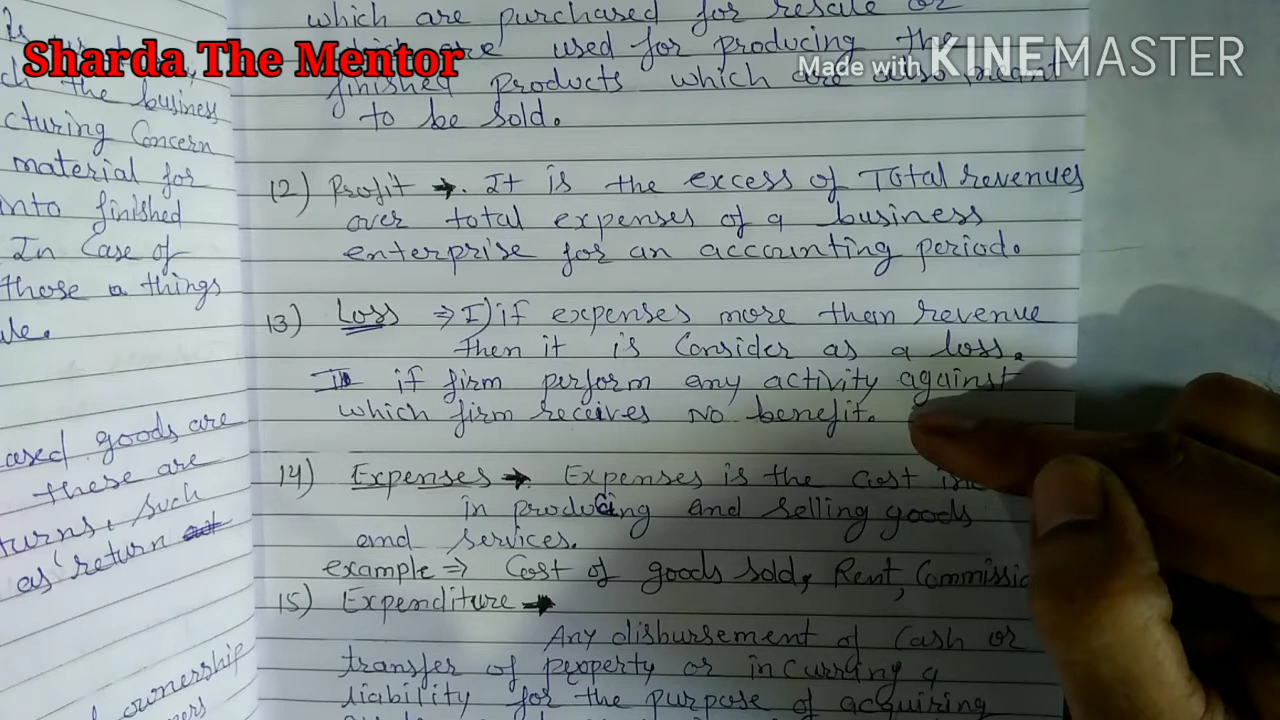 which are purchased for resale or
Sharda The Mentor
which are used for producing the
Made with KINEMASTER
finished products which are also meant
to be sold.
the business
cturing Concern
material for
into finished
In Case of
those a things
12) Profit → . It is the excess of Total revenues
over total expenses of a business
enterprise for an accounting period.
13) Loss ⇒ I) if expenses more than revenue
then it is Consider as a loss.
II if firm perform any activity against
which firm receives No benefit.
ased goods are
these are
turns, such
as 'return
14) Expenses → Expenses is the Cost
in producing and selling goods
and services.
example ⇒ Cost of goods sold, Rent, Commissio
15) Expenditure →
Any disbursement of Cash or
transfer of property or incurring a
liability for the purpose of acquiring
ownership